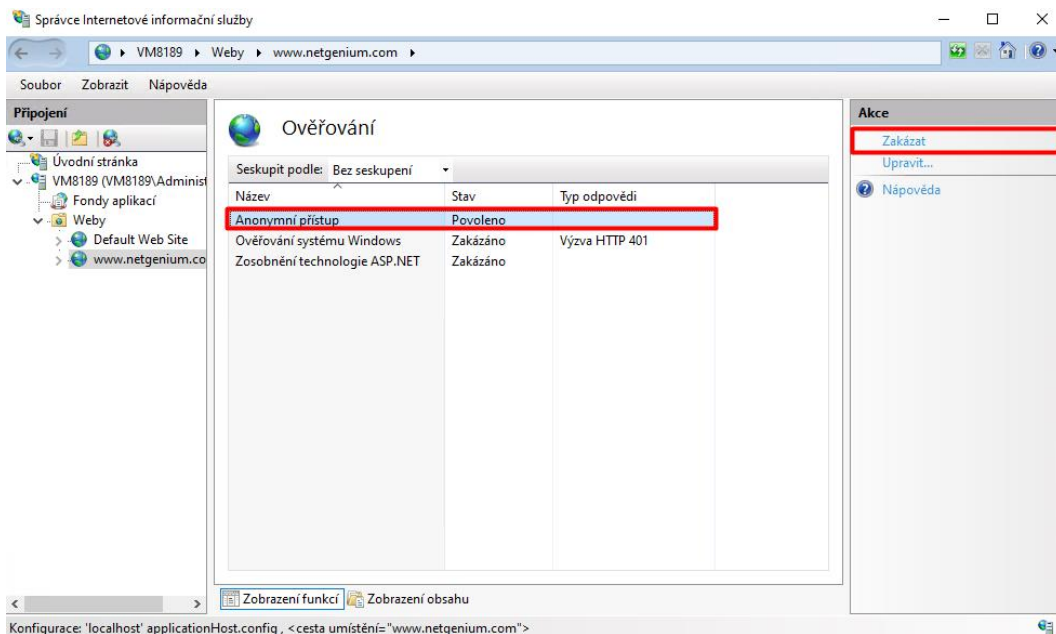 Správce Internetové informační služby
VM8189 Weby www.netgenium.com
Soubor Zobrazit Nápověda
Připojení
Úvodní stránka
VM8189 (VM8189\Administ
Fondy aplikací
Weby
Default Web Site
www.netgenium.co
Ověřování
Seskupit podle: Bez seskupení
Název Stav Typ odpovědi
Anonymní přístup Povoleno
Ověřování systému Windows Zakázáno Výzva HTTP 401
Zosobnění technologie ASP.NET Zakázáno
Zobrazení funkcí Zobrazení obsahu
Akce
Zakázat
Upravit...
Nápověda
Konfigurace: 'localhost' applicationHost.config , <cesta umístění="www.netgenium.com">